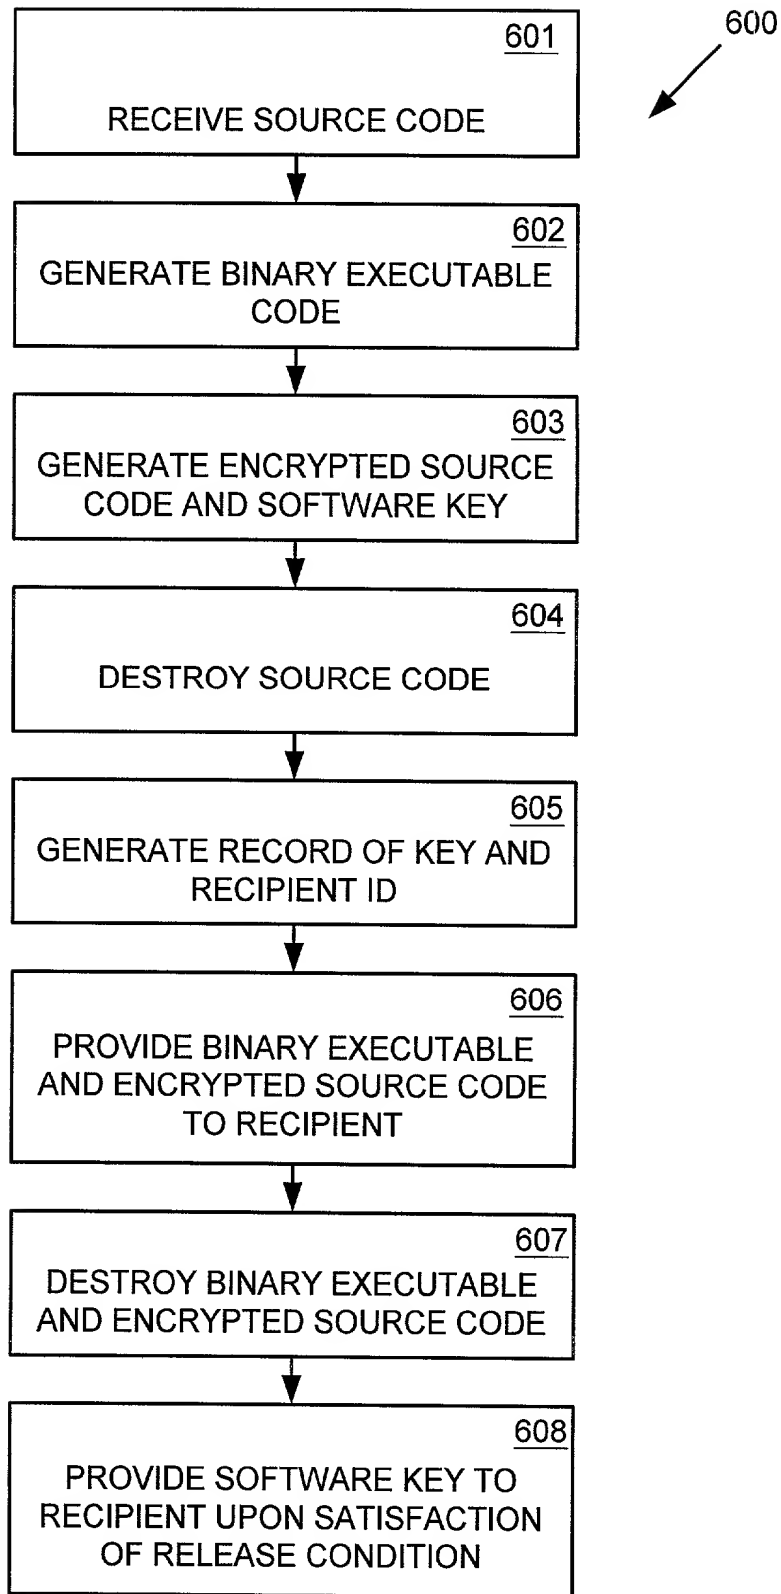 600
601
RECEIVE SOURCE CODE
602
GENERATE BINARY EXECUTABLE
CODE
603
GENERATE ENCRYPTED SOURCE
CODE AND SOFTWARE KEY
604
DESTROY SOURCE CODE
605
GENERATE RECORD OF KEY AND
RECIPIENT ID
606
PROVIDE BINARY EXECUTABLE
AND ENCRYPTED SOURCE CODE
TO RECIPIENT
607
DESTROY BINARY EXECUTABLE
AND ENCRYPTED SOURCE CODE
608
PROVIDE SOFTWARE KEY TO
RECIPIENT UPON SATISFACTION
OF RELEASE CONDITION